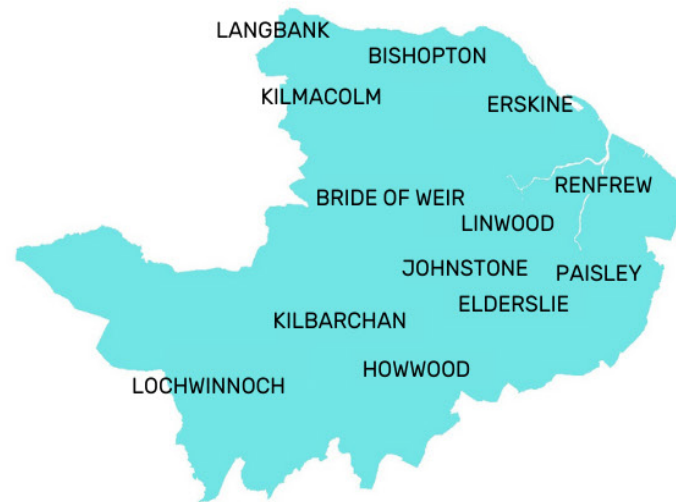 LANGBANK
BISHOPTON
KILMACOLM
ERSKINE
RENFREW
BRIDE OF WEIR
LINWOOD
JOHNSTONE
PAISLEY
ELDERSLIE
KILBARCHAN
HOWWOOD
LOCHWINNOCH